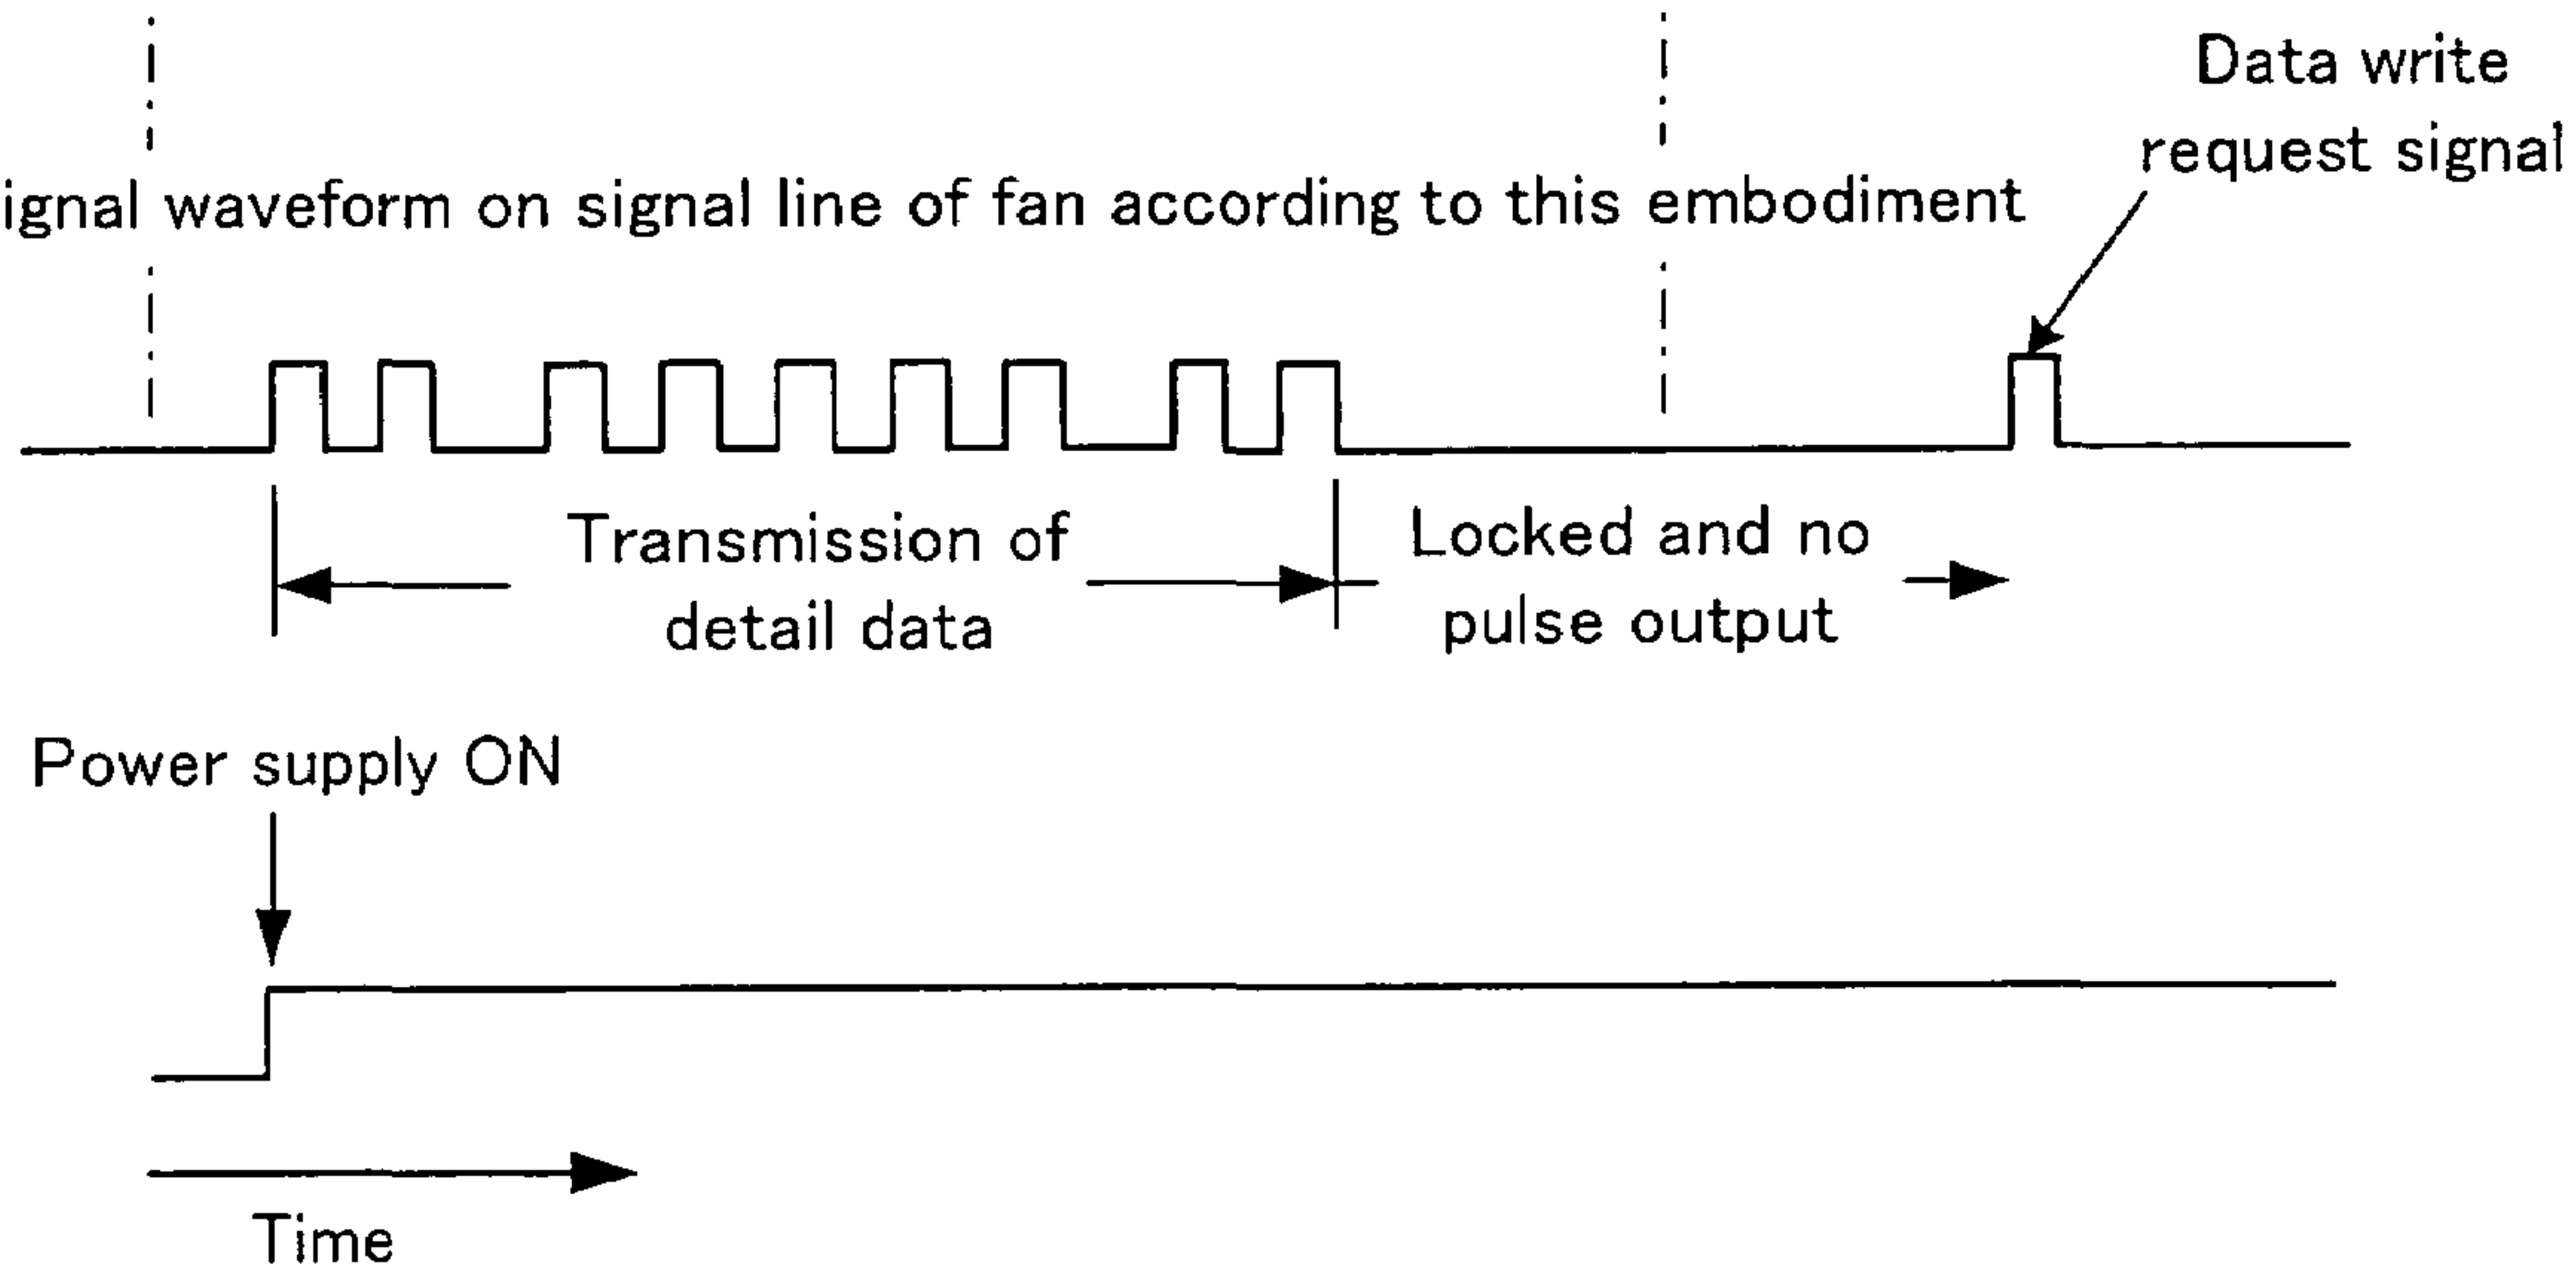 Data write
request signal
ignal waveform on signal line of fan according to this embodiment
Transmission of
detail data
Locked and no
pulse output
Power supply ON
Time